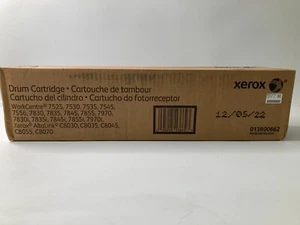 Drum Cartridge • Cartouche de tambour
Cartucho del cilindro • Cartucho do fotorreceptor
WorkCentre® 7525, 7530, 7535, 7545,
7556, 7830, 7835, 7845, 7855, 7970,
7830i, 7835i, 7845i, 7855i, 7970i,
Xerox® AltaLink® C8030, C8035, C8045,
C8055, C8070
xerox
12/05/22
013R00662